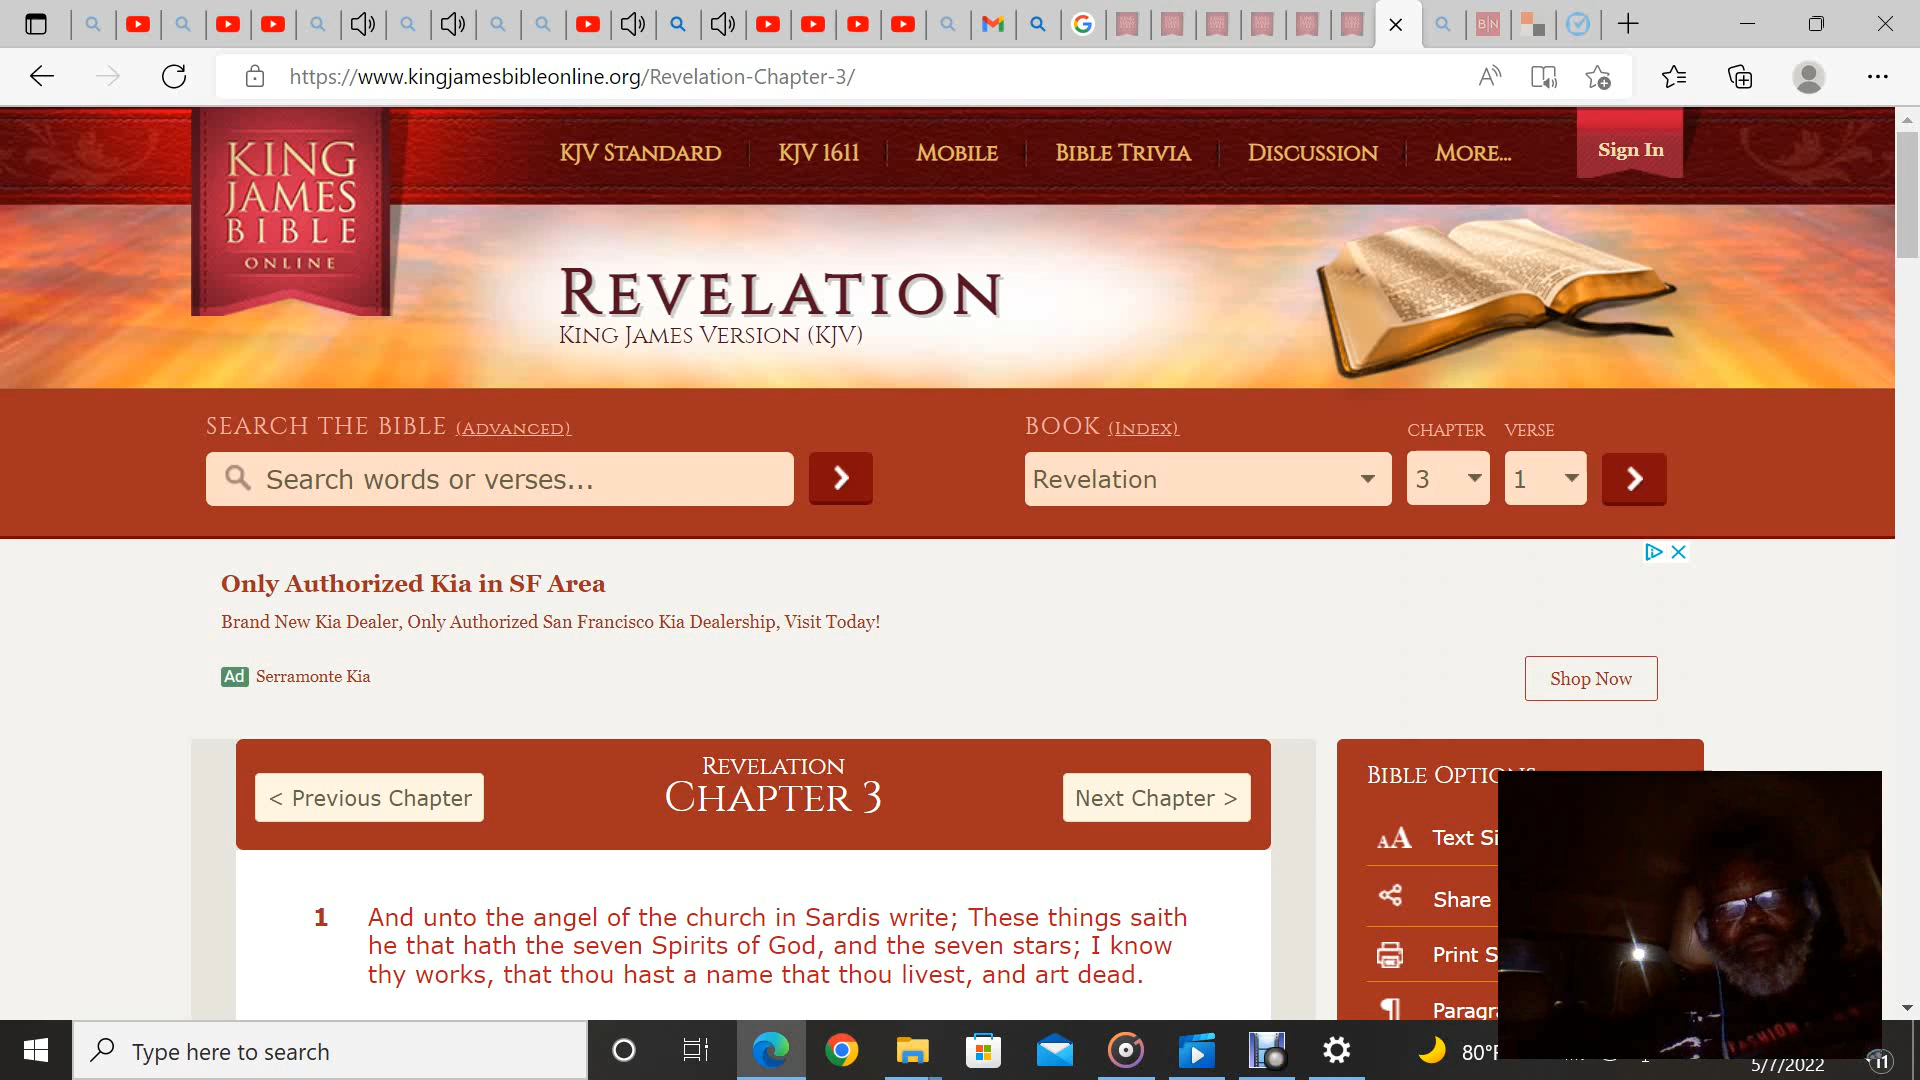 https://www.kingjamesbibleonline.org/Revelation-Chapter-3/
KING
JAMES
BIBLE
ONLINE
KJV Standard
KJV 1611
Mobile
Bible Trivia
Discussion
More...
Sign In
Revelation
King James Version (KJV)
SEARCH THE BIBLE (Advanced)
BOOK (Index)
CHAPTER
VERSE
Search words or verses...
Revelation
3
1
Only Authorized Kia in SF Area
Brand New Kia Dealer, Only Authorized San Francisco Kia Dealership, Visit Today!
Ad Serramonte Kia
Shop Now
< Previous Chapter
Revelation
Chapter 3
Next Chapter >
1 And unto the angel of the church in Sardis write; These things saith
he that hath the seven Spirits of God, and the seven stars; I know
thy works, that thou hast a name that thou livest, and art dead.
Bible Options
AA Text Si
Share
Print S
Paragra
Type here to search
80°F
5/7/2022
11